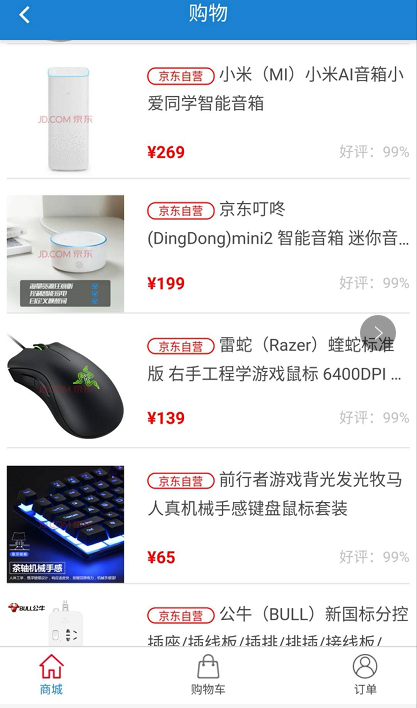 购物
京东自营 小米（MI）小米AI音箱小
爱同学智能音箱
JD.COM 京东
¥269
好评：99%
京东自营 京东叮咚
(DingDong)mini2 智能音箱 迷你音...
JD.COM 京东
¥199
好评：99%
京东自营 雷蛇（Razer）蝰蛇标准
版 右手工程学游戏鼠标 6400DPI ...
¥139
好评：99%
京东自营 前行者游戏背光发光牧马
人真机械手感键盘鼠标套装
茶轴机械手感
¥65
好评：99%
BULL公牛
京东自营 公牛（BULL）新国标分控
插座/插线板/插排/排插/接线板/
商城
购物车
订单